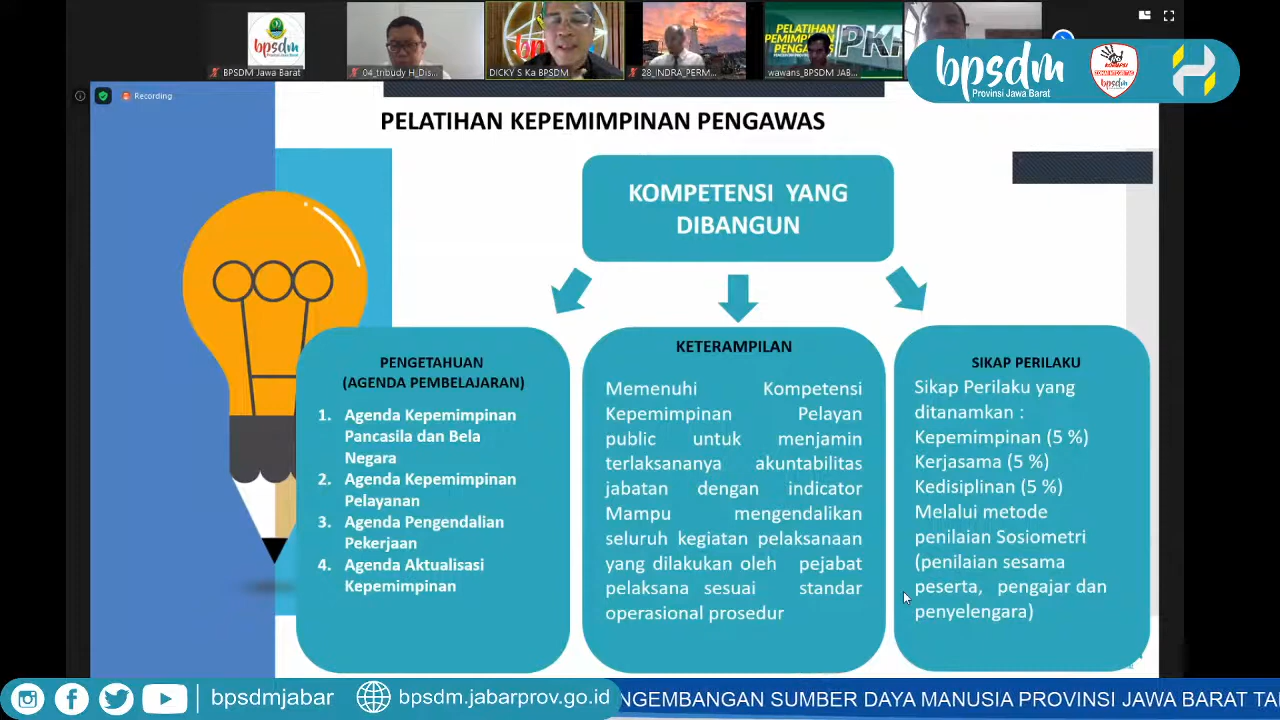 bpsdm
BPSDM Jawa Barat
04_tribudy H_Dis...
DICKY S Ka BPSDM
28_INDRA_PERM...
PELATIHAN
PENGAWAS
PKP
wawans_BPSDM JAB...
bpsdm
Provinsi Jawa Barat
bpsdm
Recording
PELATIHAN KEPEMIMPINAN PENGAWAS
KOMPETENSI YANG
DIBANGUN
PENGETAHUAN
(AGENDA PEMBELAJARAN)
1. Agenda Kepemimpinan
Pancasila dan Bela
Negara
2. Agenda Kepemimpinan
Pelayanan
3. Agenda Pengendalian
Pekerjaan
4. Agenda Aktualisasi
Kepemimpinan
KETERAMPILAN
Memenuhi Kompetensi
Kepemimpinan Pelayan
public untuk menjamin
terlaksananya akuntabilitas
jabatan dengan indicator
Mampu mengendalikan
seluruh kegiatan pelaksanaan
yang dilakukan oleh pejabat
pelaksana sesuai standar
operasional prosedur
SIKAP PERILAKU
Sikap Perilaku yang
ditanamkan :
Kepemimpinan (5 %)
Kerjasama (5 %)
Kedisiplinan (5 %)
Melalui metode
penilaian Sosiometri
(penilaian sesama
peserta, pengajar dan
penyelengara)
bpsdmjabar
bpsdm.jabarprov.go.id
NGEMBANGAN SUMBER DAYA MANUSIA PROVINSI JAWA BARAT TA